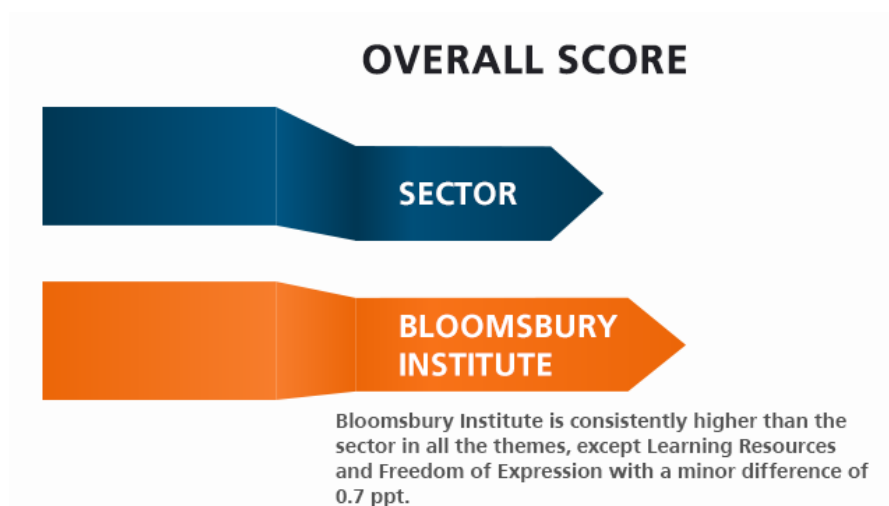 OVERALL SCORE
SECTOR
BLOOMSBURY
INSTITUTE
Bloomsbury Institute is consistently higher than the
sector in all the themes, except Learning Resources
and Freedom of Expression with a minor difference of
0.7 ppt.